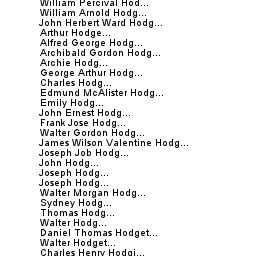 William Percival Hod...
William Arnold Hodg...
John Herbert Ward Hodg...
Arthur Hodge...
Alfred George Hodg...
Archibald Gordon Hodg...
Archie Hodg...
George Arthur Hodg...
Charles Hodg...
Edmund McAlister Hodg...
Emily Hodg...
John Ernest Hodg...
Frank Jose Hodg...
Walter Gordon Hodg...
James Wilson Valentine Hodg...
Joseph Job Hodg...
John Hodg...
Joseph Hodg...
Joseph Hodg...
Walter Morgan Hodg...
Sydney Hodg...
Thomas Hodg...
Walter Hodg...
Daniel Thomas Hodget...
Walter Hodget...
Charles Henry Hodgi...